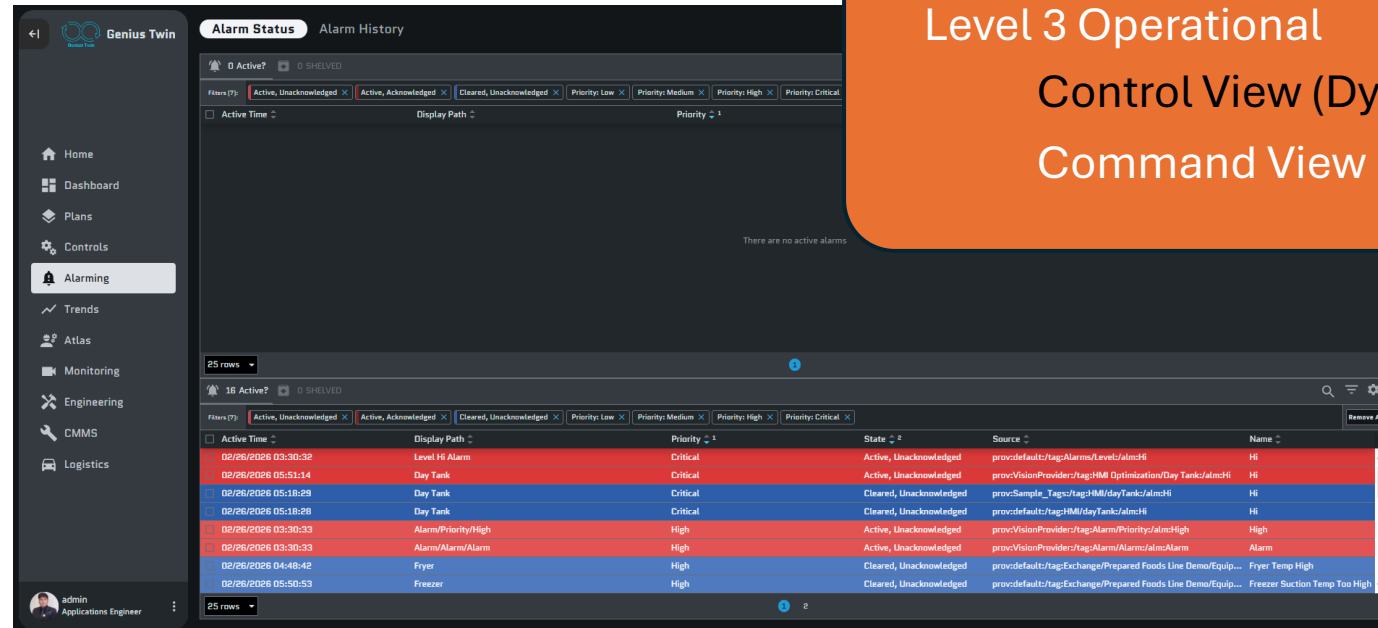 Level 3 Operational
Control View (Dy
Command View
Genius Twin
Genius Twin
Alarm Status Alarm History
0 Active? 0 SHELVED
Filters (7): Active, Unacknowledged × Active, Acknowledged × Cleared, Unacknowledged × Priority: Low × Priority: Medium × Priority: High × Priority: Critical
Active Time Display Path Priority 1
There are no active alarms
Home
Dashboard
Plans
Controls
Alarming
Trends
Atlas
Monitoring
Engineering
CMMS
Logistics
admin
Applications Engineer
25 rows 1
16 Active? 0 SHELVED
Filters (7): Active, Unacknowledged × Active, Acknowledged × Cleared, Unacknowledged × Priority: Low × Priority: Medium × Priority: High × Priority: Critical × Remove A
Active Time Display Path Priority 1 State 2 Source Name
02/26/2026 03:30:32 Level Hi Alarm Critical Active, Unacknowledged prov:default:/tag:Alarms/Level:/alm:Hi Hi
02/26/2026 05:51:14 Day Tank Critical Active, Unacknowledged prov:VisionProvider:/tag:HMI Optimization/Day Tank:/alm:Hi Hi
02/26/2026 05:18:29 Day Tank Critical Cleared, Unacknowledged prov:Sample_Tags:/tag:HMI/dayTank:/alm:Hi Hi
02/26/2026 05:18:28 Day Tank Critical Cleared, Unacknowledged prov:default:/tag:HMI/dayTank:/alm:Hi Hi
02/26/2026 03:30:33 Alarm/Priority/High High Active, Unacknowledged prov:VisionProvider:/tag:Alarm/Priority:/alm:High High
02/26/2026 03:30:33 Alarm/Alarm/Alarm High Active, Unacknowledged prov:VisionProvider:/tag:Alarm/Alarm:/alm:Alarm Alarm
02/26/2026 04:48:42 Fryer High Cleared, Unacknowledged prov:default:/tag:Exchange/Prepared Foods Line Demo/Equip... Fryer Temp High
02/26/2026 05:50:53 Freezer High Cleared, Unacknowledged prov:default:/tag:Exchange/Prepared Foods Line Demo/Equip... Freezer Suction Temp Too High
25 rows 1 2